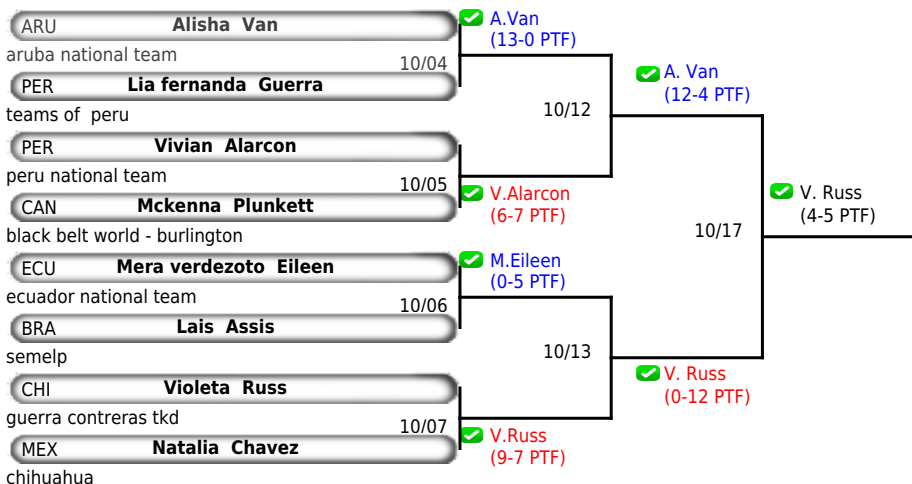 ARU Alisha Van
aruba national team
10/04
PER Lia fernanda Guerra
teams of peru
A.Van
(13-0 PTF)
10/12
PER Vivian Alarcon
peru national team
10/05
CAN Mckenna Plunkett
black belt world - burlington
V.Alarcon
(6-7 PTF)
A. Van
(12-4 PTF)
10/17
ECU Mera verdezoto Eileen
ecuador national team
10/06
BRA Lais Assis
semelp
M.Eileen
(0-5 PTF)
10/13
CHI Violeta Russ
guerra contreras tkd
10/07
MEX Natalia Chavez
chihuahua
V.Russ
(9-7 PTF)
V. Russ
(0-12 PTF)
V. Russ
(4-5 PTF)